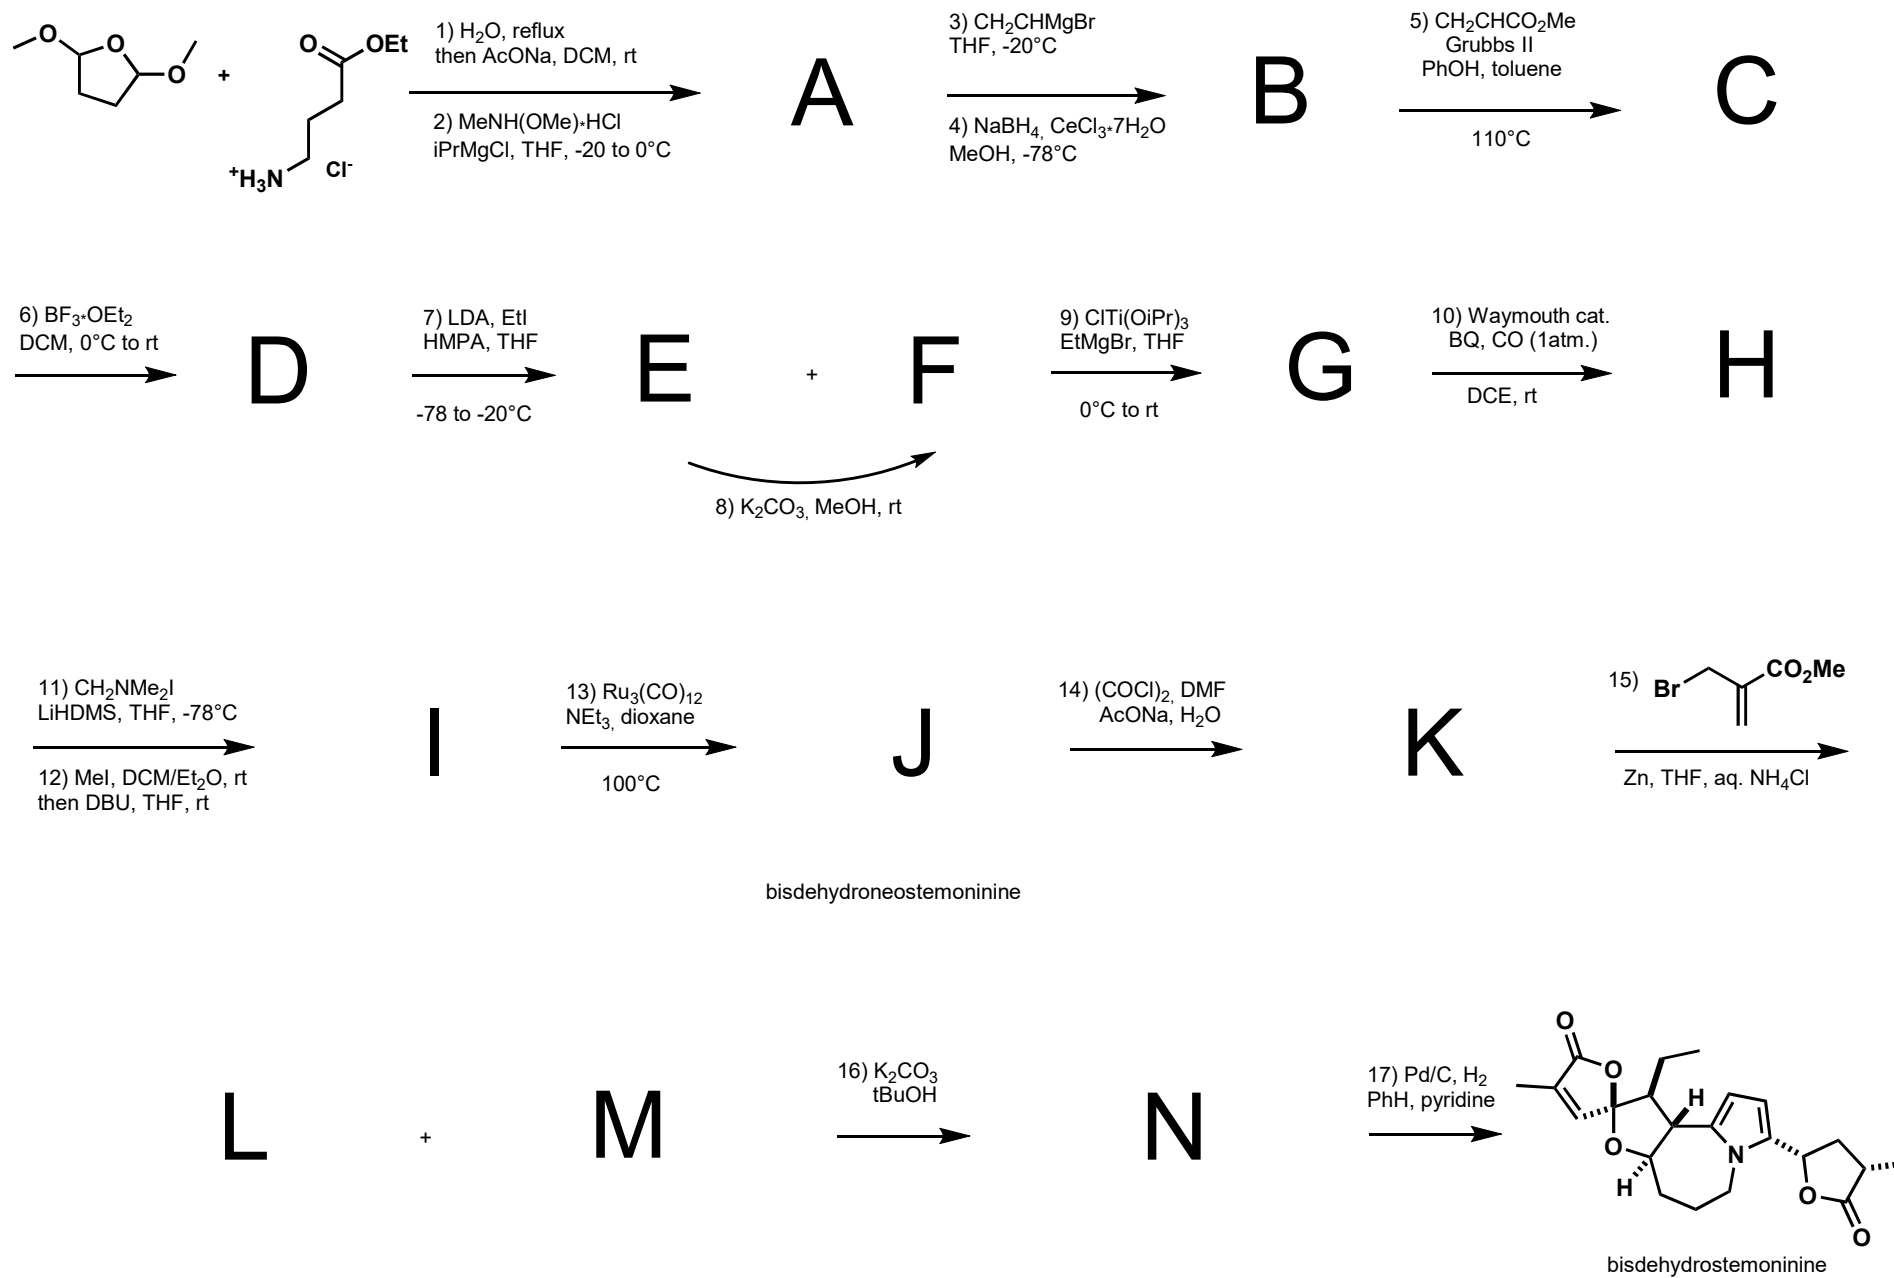 1) H₂O, reflux
then AcONa, DCM, rt
2) MeNH(OMe)*HCl
iPrMgCl, THF, -20 to 0°C
O
O
O
+
O
OEt
⁺H₃N
Cl⁻
A
3) CH₂CHMgBr
THF, -20°C
4) NaBH₄, CeCl₃*7H₂O
MeOH, -78°C
B
5) CH₂CHCO₂Me
Grubbs II
PhOH, toluene
110°C
C
6) BF₃*OEt₂
DCM, 0°C to rt
D
7) LDA, EtI
HMPA, THF
-78 to -20°C
E
+
F
8) K₂CO₃, MeOH, rt
9) ClTi(OiPr)₃
EtMgBr, THF
0°C to rt
G
10) Waymouth cat.
BQ, CO (1atm.)
DCE, rt
H
11) CH₂NMe₂I
LiHDMS, THF, -78°C
12) MeI, DCM/Et₂O, rt
then DBU, THF, rt
I
13) Ru₃(CO)₁₂
NEt₃, dioxane
100°C
J
bisdehydroneostemoninine
14) (COCl)₂, DMF
AcONa, H₂O
K
15)
Br
CO₂Me
Zn, THF, aq. NH₄Cl
L
+
M
16) K₂CO₃
tBuOH
N
17) Pd/C, H₂
PhH, pyridine
O
O
H
O
N
H
O
O
bisdehydrostemoninine